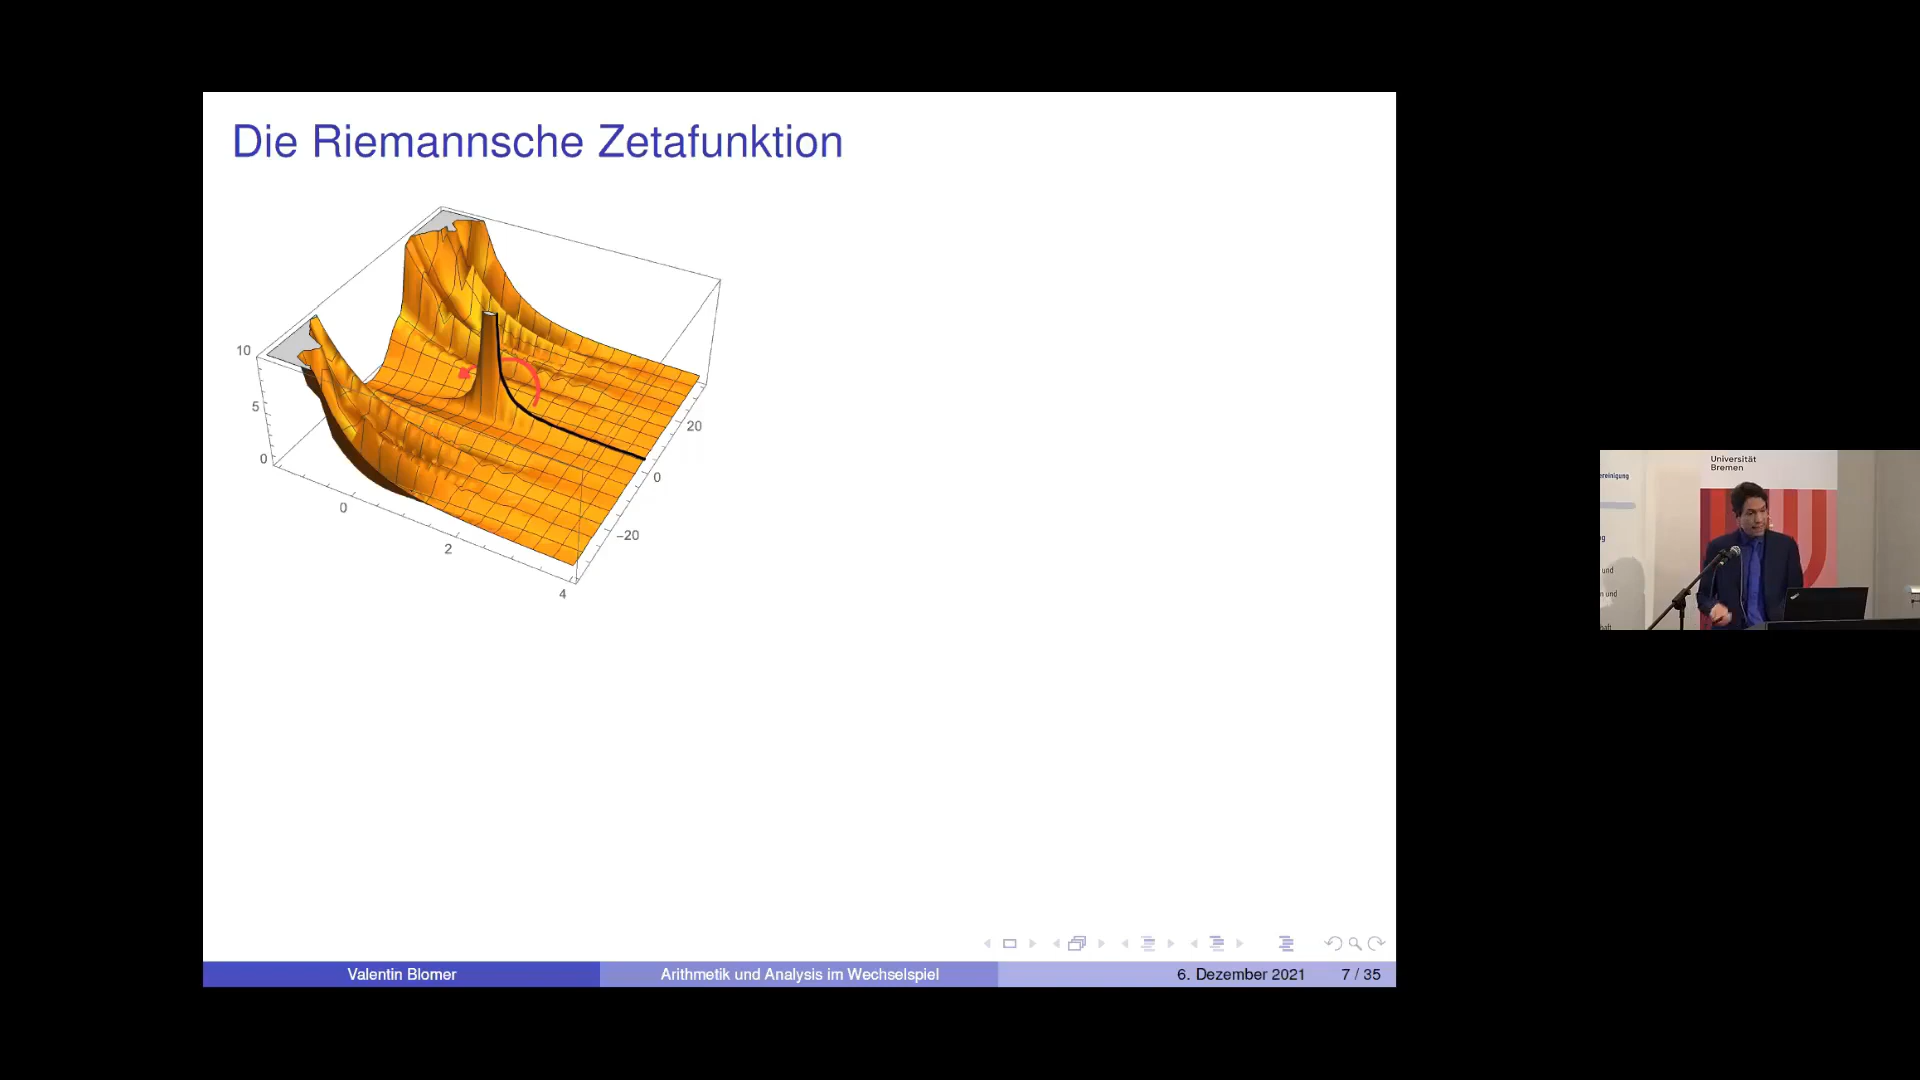 Die Riemannsche Zetafunktion
10
5
0
0
2
4
20
0
−20
Universität
Bremen
ereinigung
und
n und
Valentin Blomer
Arithmetik und Analysis im Wechselspiel
6. Dezember 2021
7 / 35